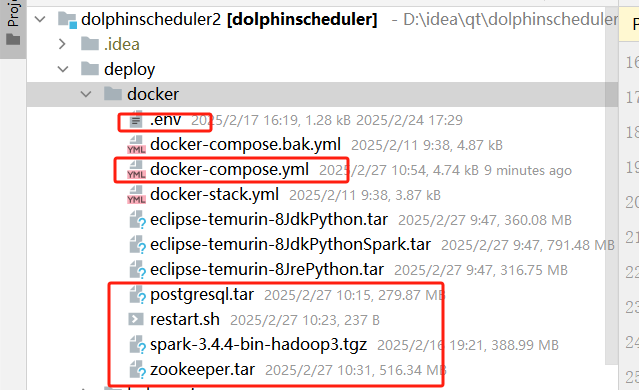 dolphinscheduler2 [dolphinscheduler] - D:\idea\qt\dolphinscheduler
.idea
deploy
docker
.env 2025/2/17 16:19, 1.28 kB 2025/2/24 17:29
YML docker-compose.bak.yml 2025/2/11 9:38, 4.87 kB
YML docker-compose.yml 2025/2/27 10:54, 4.74 kB 9 minutes ago
YML docker-stack.yml 2025/2/11 9:38, 3.87 kB
eclipse-temurin-8JdkPython.tar 2025/2/27 9:47, 360.08 MB
eclipse-temurin-8JdkPythonSpark.tar 2025/2/27 9:47, 791.48 MB
eclipse-temurin-8JrePython.tar 2025/2/27 9:47, 316.75 MB
postgresql.tar 2025/2/27 10:15, 279.87 MB
restart.sh 2025/2/27 10:23, 237 B
spark-3.4.4-bin-hadoop3.tgz 2025/2/16 19:21, 388.99 MB
zookeeper.tar 2025/2/27 10:31, 516.34 MB
Project
16
17
18
19
20
21
22
23
24
25